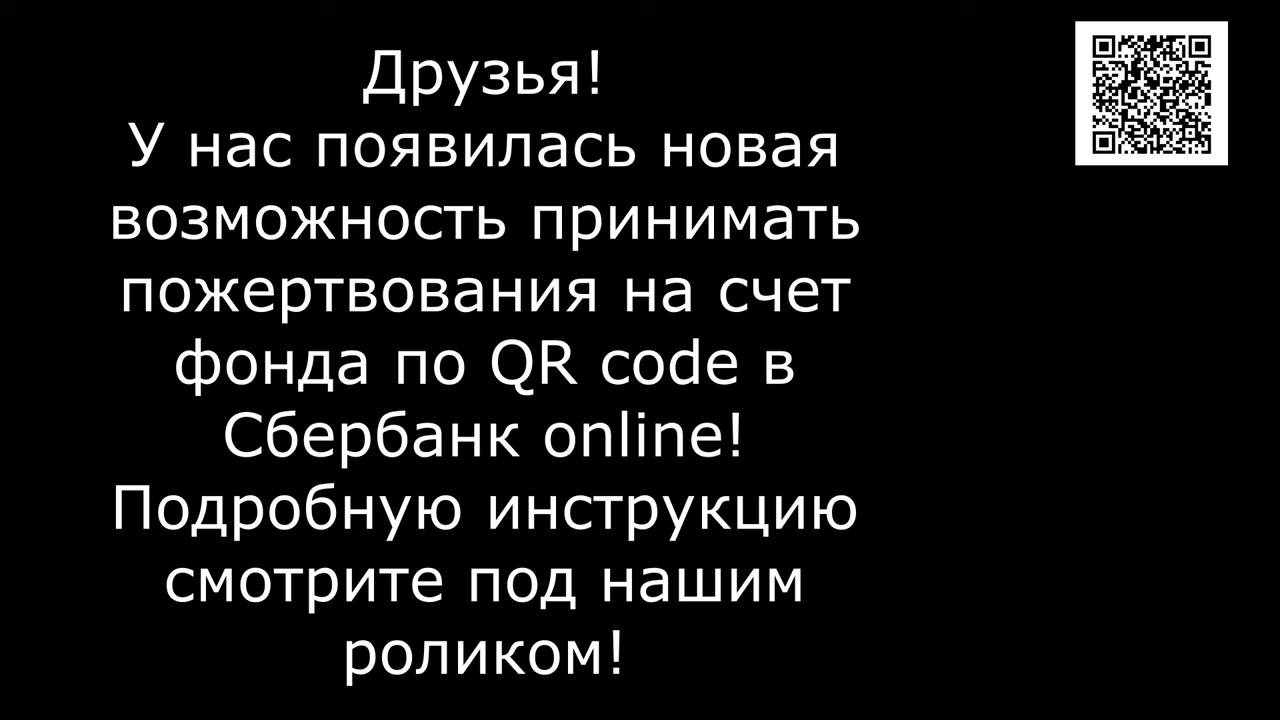 Друзья!
У нас появилась новая
возможность принимать
пожертвования на счет
фонда по QR code в
Сбербанк online!
Подробную инструкцию
смотрите под нашим
роликом!